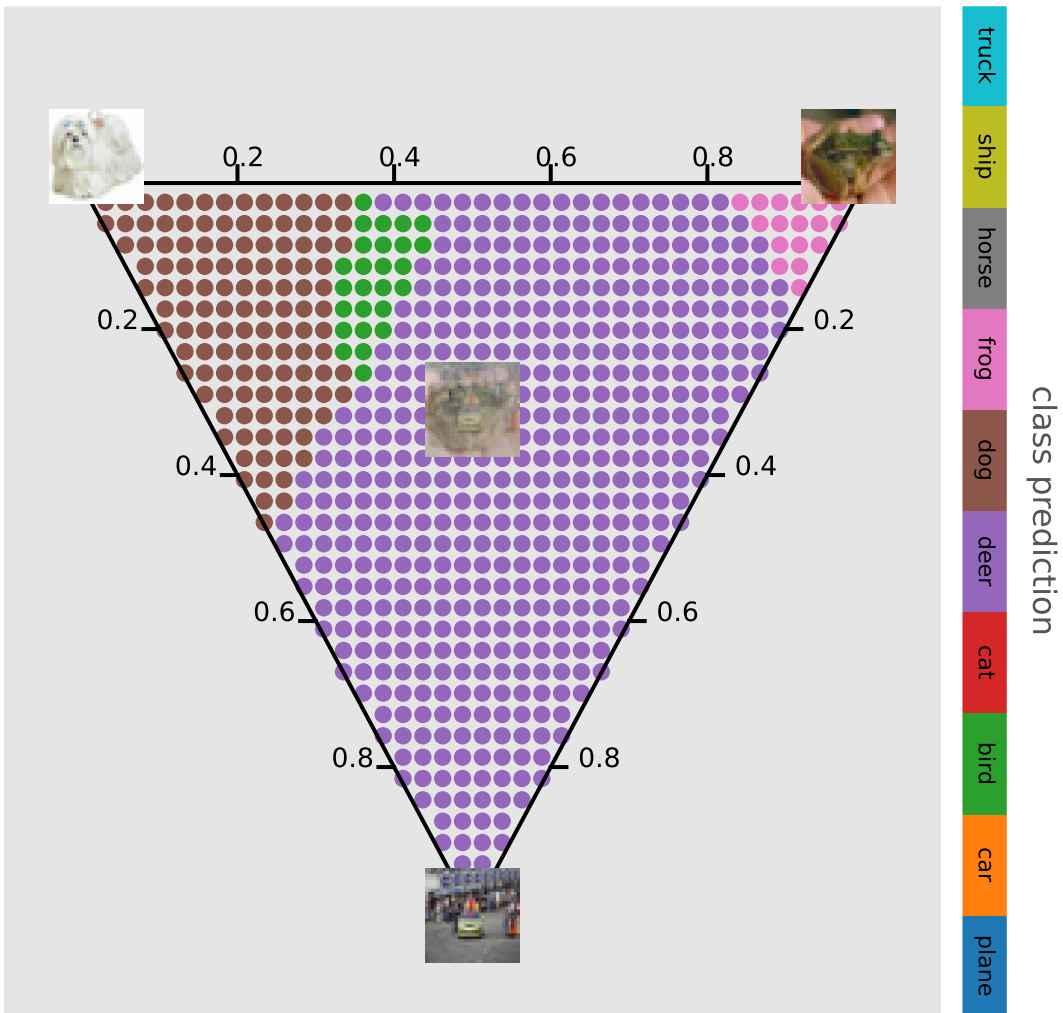 0.2 0.4 0.6 0.8
0.2 0.2
0.4 0.4
0.6 0.6
0.8 0.8
truck
ship
horse
frog
dog
deer
cat
bird
car
plane
class prediction